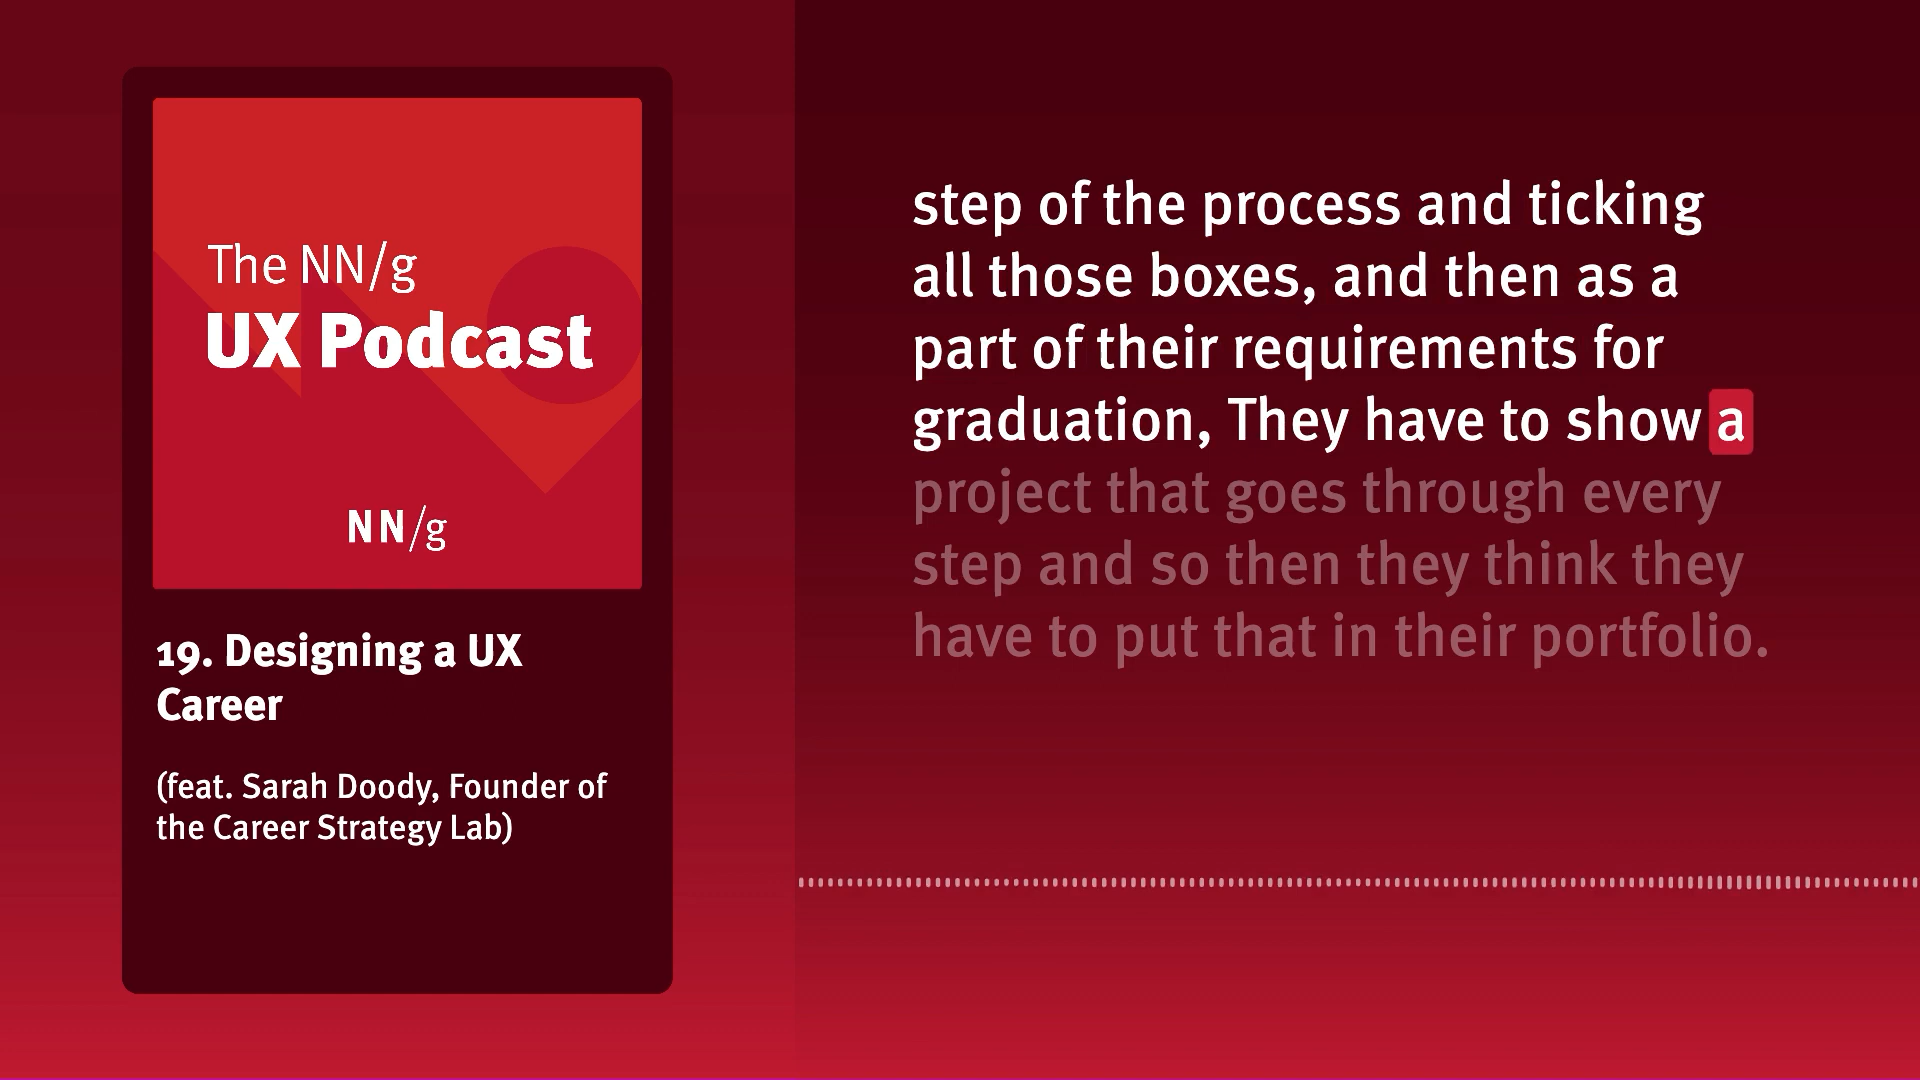 The NN/g
UX Podcast
NN/g
19. Designing a UX
Career
(feat. Sarah Doody, Founder of
the Career Strategy Lab)
step of the process and ticking
all those boxes, and then as a
part of their requirements for
graduation, They have to show a
project that goes through every
step and so then they think they
have to put that in their portfolio.